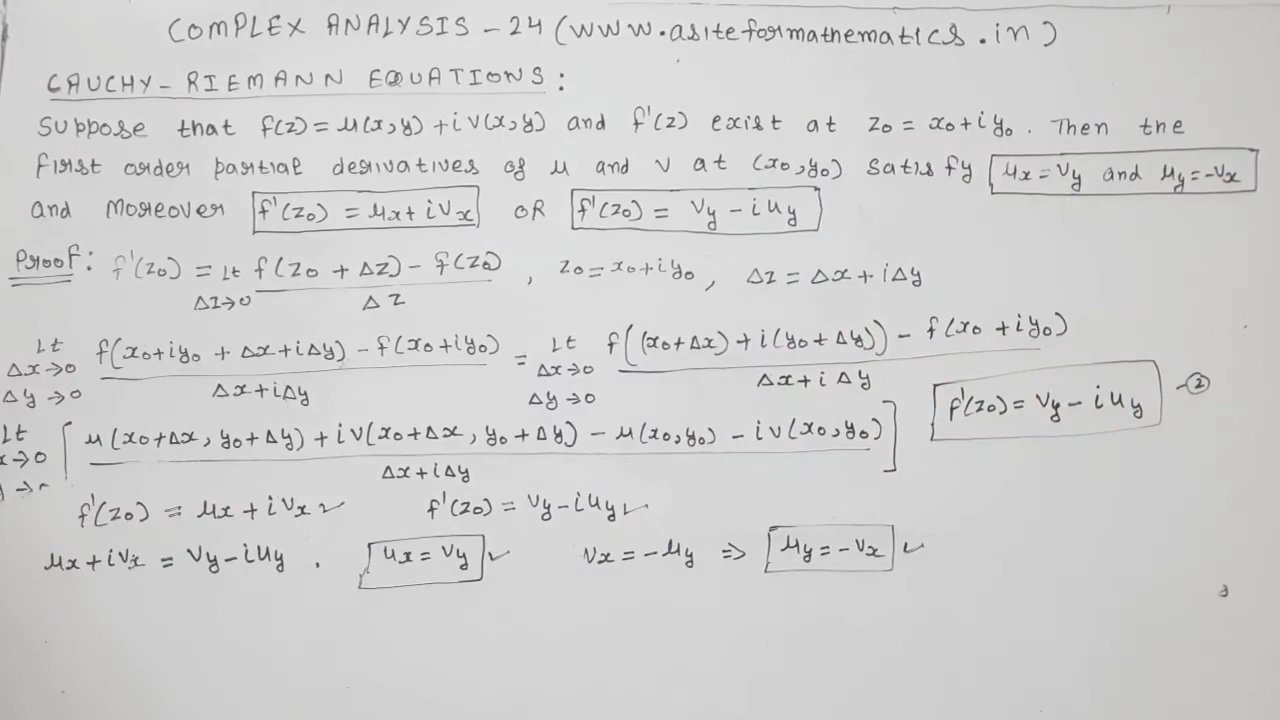 COMPLEX ANALYSIS - 24 (www.asiteformathematics.in)
CAUCHY-RIEMANN EQUATIONS:
Suppose that f(z) = u(x,y) + iv(x,y) and f'(z) exist at z₀ = x₀+iy₀. Then the
first order partial derivatives of u and v at (x₀,y₀) satisfy uₓ = v_y and u_y = -vₓ
and Moreover f'(z₀) = uₓ + ivₓ OR f'(z₀) = v_y - iu_y
Proof: f'(z₀) = Lt Δz→0 f(z₀ + Δz) - f(z₀) / Δz, z₀ = x₀+iy₀, Δz = Δx + iΔy
Lt Δx→0 Δy→0 f(x₀+iy₀ + Δx+iΔy) - f(x₀+iy₀) / Δx+iΔy = Lt Δx→0 Δy→0 f((x₀+Δx) + i(y₀+Δy)) - f(x₀+iy₀) / Δx+iΔy
f'(z₀) = v_y - iu_y -②
Lt x→0 [u(x₀+Δx, y₀+Δy) + iv(x₀+Δx, y₀+Δy) - u(x₀,y₀) - iv(x₀,y₀) / Δx+iΔy]
f'(z₀) = uₓ + ivₓ ✓ f'(z₀) = v_y - iu_y ✓
uₓ + ivₓ = v_y - iu_y . uₓ = v_y ✓ vₓ = -u_y => u_y = -vₓ ✓